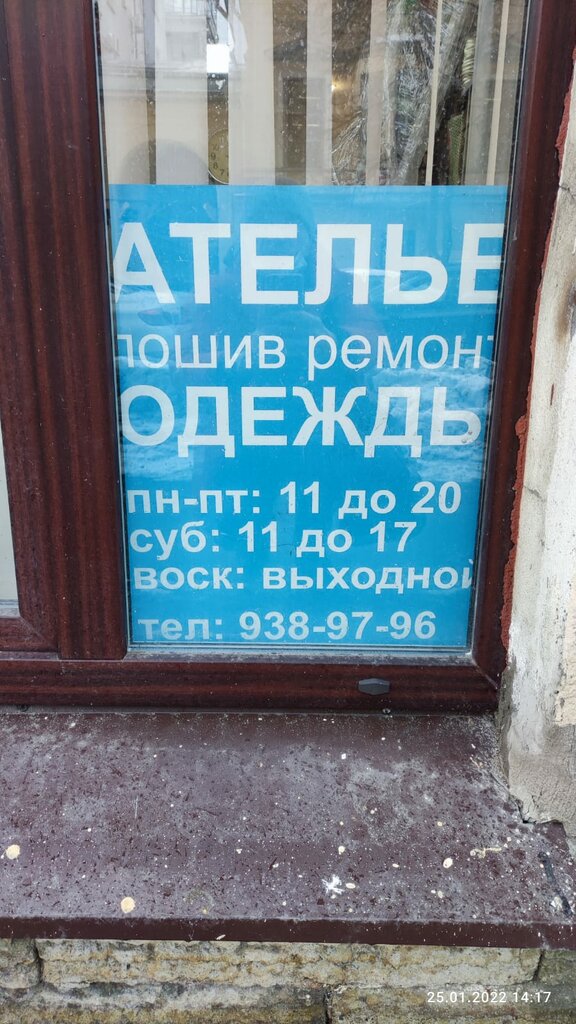 АТЕЛЬЕ
пошив ремонт
ОДЕЖДЫ
пн-пт: 11 до 20
суб: 11 до 17
воск: выходной
тел: 938-97-96
25.01.2022 14:17